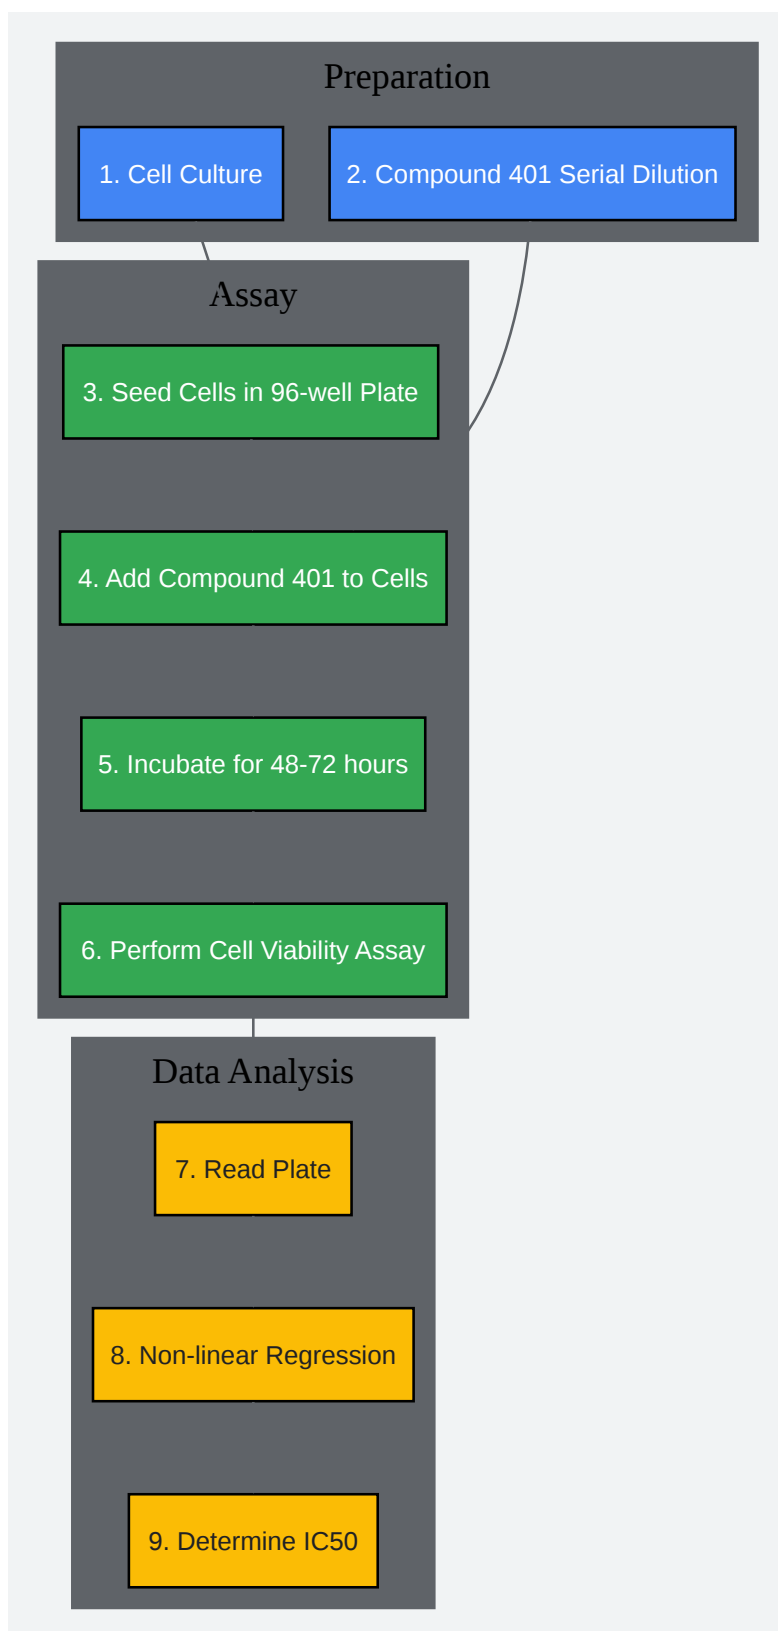 Preparation
1. Cell Culture
2. Compound 401 Serial Dilution
Assay
3. Seed Cells in 96-well Plate
4. Add Compound 401 to Cells
5. Incubate for 48-72 hours
6. Perform Cell Viability Assay
Data Analysis
7. Read Plate
8. Non-linear Regression
9. Determine IC50